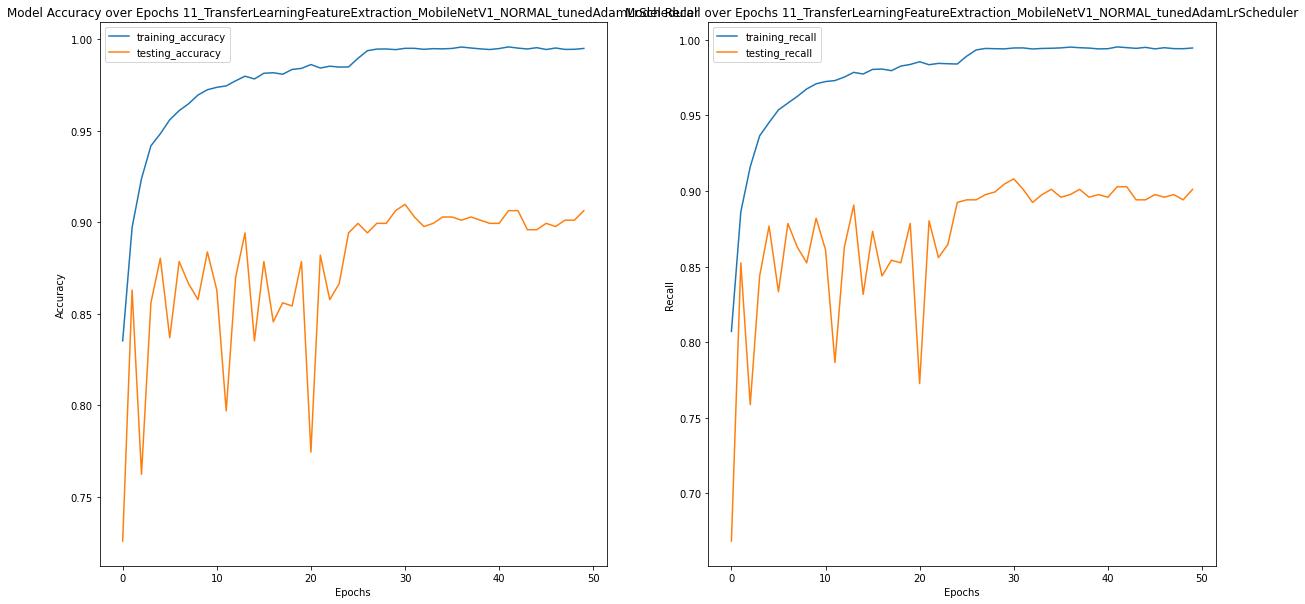 Model Accuracy over Epochs 11_TransferLearningFeatureExtraction_MobileNetV1_NORMAL_tunedAdamLrScheduler
Model Recall over Epochs 11_TransferLearningFeatureExtraction_MobileNetV1_NORMAL_tunedAdamLrScheduler
training_accuracy
testing_accuracy
1.00
0.95
0.90
0.85
0.80
0.75
Accuracy
0
10
20
30
40
50
Epochs
training_recall
testing_recall
1.00
0.95
0.90
0.85
0.80
0.75
0.70
Recall
0
10
20
30
40
50
Epochs